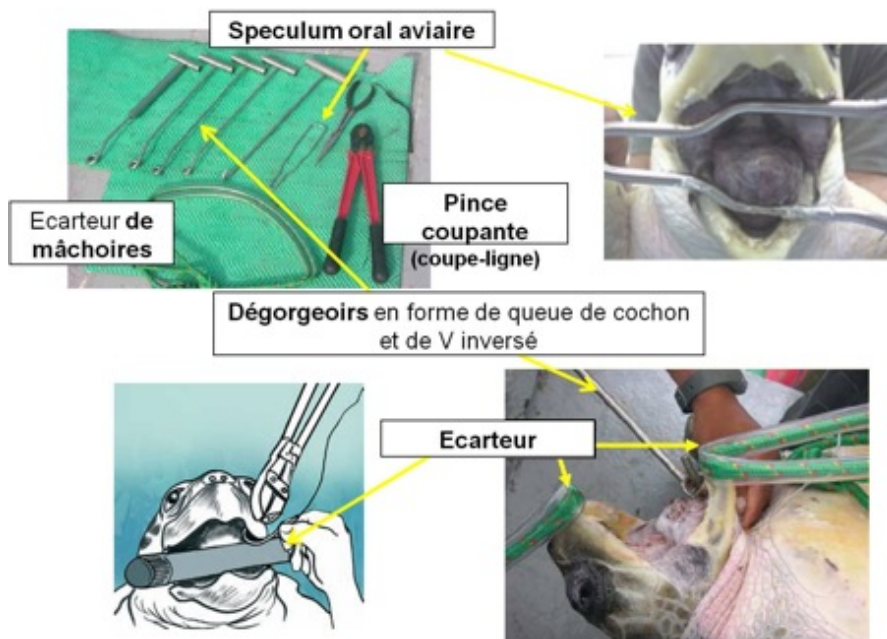 Speculum oral aviaire
Ecarteur de
mâchoires
Pince
coupante
(coupe-ligne)
Dégorgeoirs en forme de queue de cochon
et de V inversé
Ecarteur